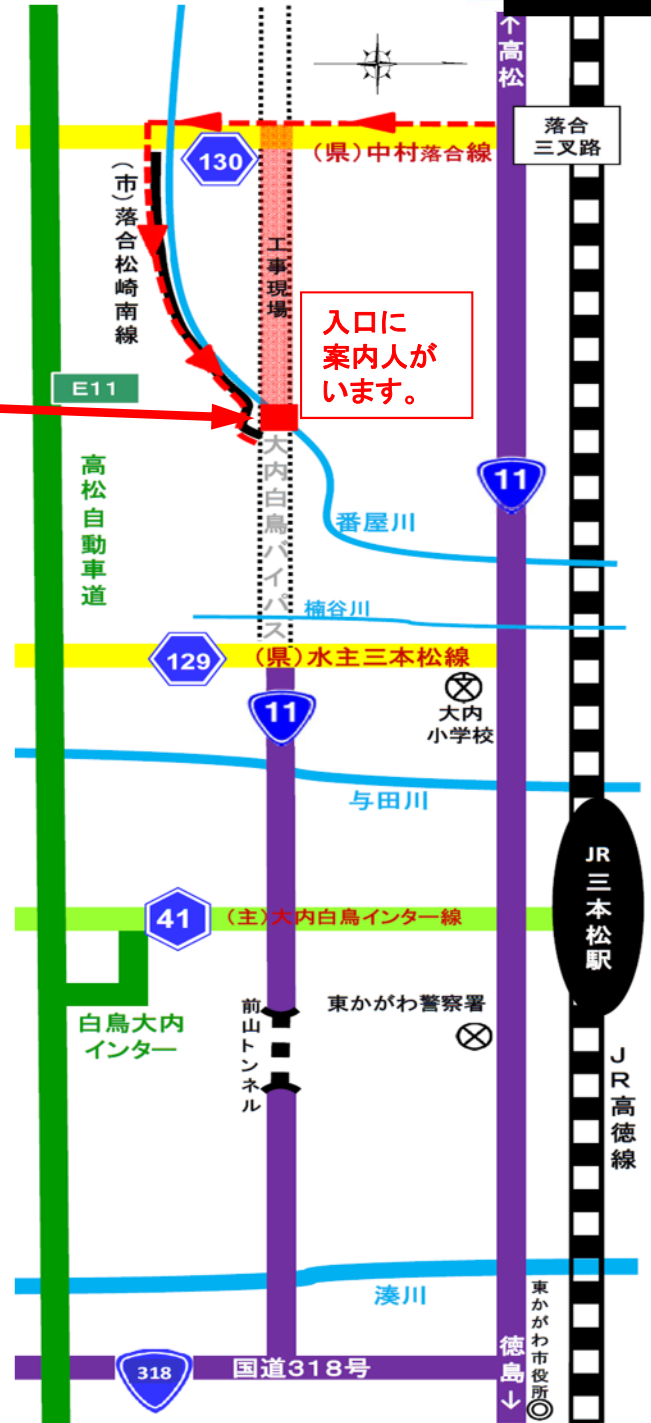 ↑高松
落合
三叉路
130
(県)中村落合線
(市)落合松崎南線
工事現場
入口に
案内人が
います。
E11
高松自動車道
大内白鳥バイパス
11
番屋川
楠谷川
129
(県)水主三本松線
11
大内
小学校
与田川
JR
三本松駅
41
(主)大内白鳥インター線
白鳥大内
インター
前山トンネル
東かがわ警察署
JR高徳線
湊川
東かがわ市役所
徳島↓
318
国道318号